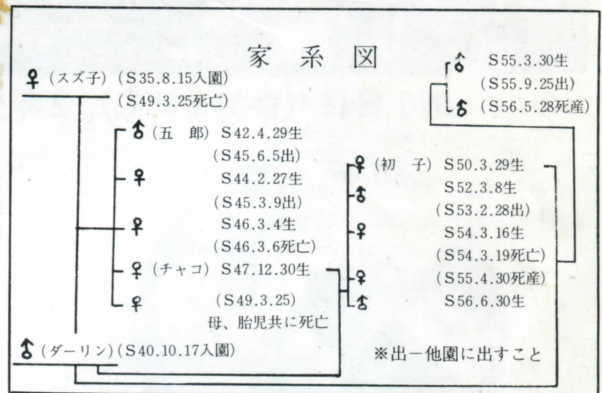 家系図
♀(スズ子)(S35.8.15入園)
(S49.3.25死亡)
♂(五郎) S42.4.29生
(S45.6.5出)
♀ S44.2.27生
(S45.3.9出)
♀ S46.3.4生
(S46.3.6死亡)
♀(チャコ) S47.12.30生
♀ (S49.3.25)
母、胎児共に死亡
♂(ダーリン)(S40.10.17入園)
♀(初子) S50.3.29生
♂ S52.3.8生
(S53.2.28出)
♀ S54.3.16生
(S54.3.19死亡)
♀ (S55.4.30死産)
♂ S56.6.30生
♂ S55.3.30生
(S55.9.25出)
♂ (S56.5.28死産)
※出―他園に出すこと